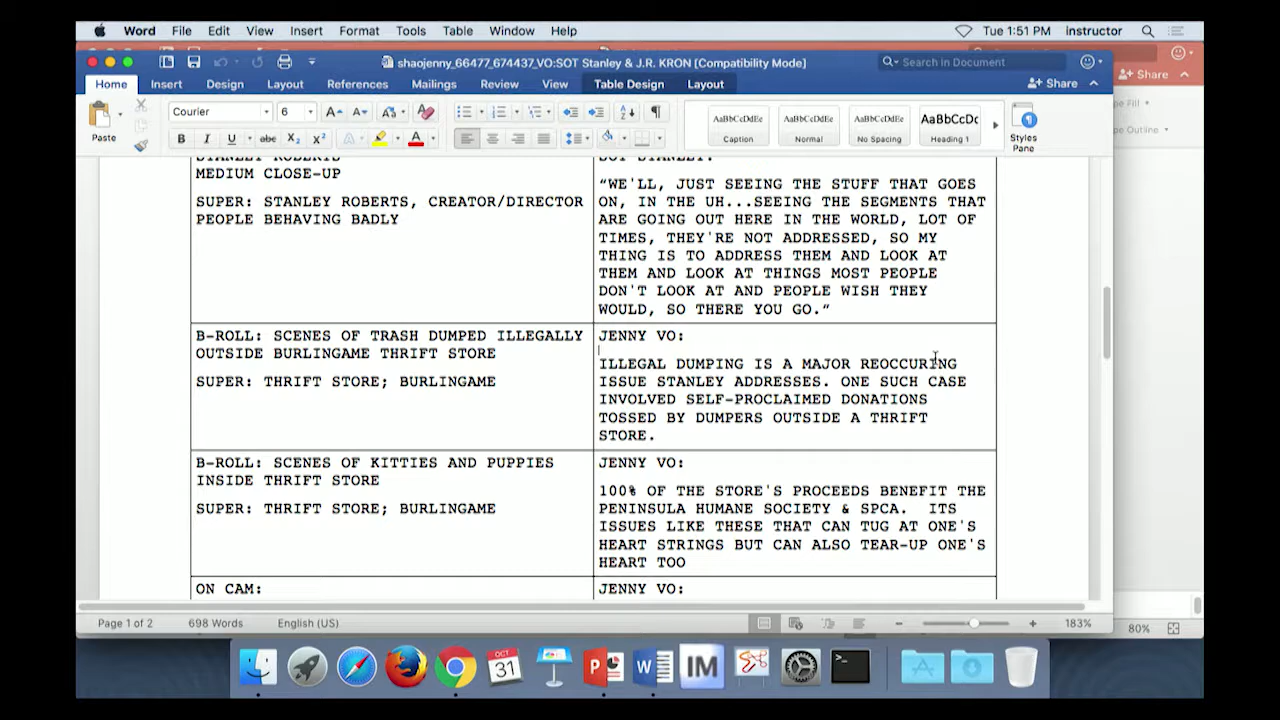 Word File Edit View Insert Format Tools Table Window Help Tue 1:51 PM instructor
shaojenny_66477_674437_VO:SOT Stanley & J.R. KRON [Compatibility Mode] Search in Document
Home Insert Design Layout References Mailings Review View Table Design Layout Share
Share
Courier 6
AaBbCcDdEe AaBbCcDdEe AaBbCcDdEe AaBbCcDc
Paste
Caption Normal No Spacing Heading 1 Styles Pane
STANLEY ROBERTS
MEDIUM CLOSE-UP
SUPER: STANLEY ROBERTS, CREATOR/DIRECTOR
PEOPLE BEHAVING BADLY
SOT STANLEY:
“WE'LL, JUST SEEING THE STUFF THAT GOES
ON, IN THE UH...SEEING THE SEGMENTS THAT
ARE GOING OUT HERE IN THE WORLD, LOT OF
TIMES, THEY'RE NOT ADDRESSED, SO MY
THING IS TO ADDRESS THEM AND LOOK AT
THEM AND LOOK AT THINGS MOST PEOPLE
DON'T LOOK AT AND PEOPLE WISH THEY
WOULD, SO THERE YOU GO.”
B-ROLL: SCENES OF TRASH DUMPED ILLEGALLY
OUTSIDE BURLINGAME THRIFT STORE
SUPER: THRIFT STORE; BURLINGAME
JENNY VO:
ILLEGAL DUMPING IS A MAJOR REOCCURING
ISSUE STANLEY ADDRESSES. ONE SUCH CASE
INVOLVED SELF-PROCLAIMED DONATIONS
TOSSED BY DUMPERS OUTSIDE A THRIFT
STORE.
B-ROLL: SCENES OF KITTIES AND PUPPIES
INSIDE THRIFT STORE
SUPER: THRIFT STORE; BURLINGAME
JENNY VO:
100% OF THE STORE'S PROCEEDS BENEFIT THE
PENINSULA HUMANE SOCIETY & SPCA. ITS
ISSUES LIKE THESE THAT CAN TUG AT ONE'S
HEART STRINGS BUT CAN ALSO TEAR-UP ONE'S
HEART TOO
ON CAM:
JENNY VO:
Page 1 of 2 698 Words English (US) 183%
80%
OCT
31
IM